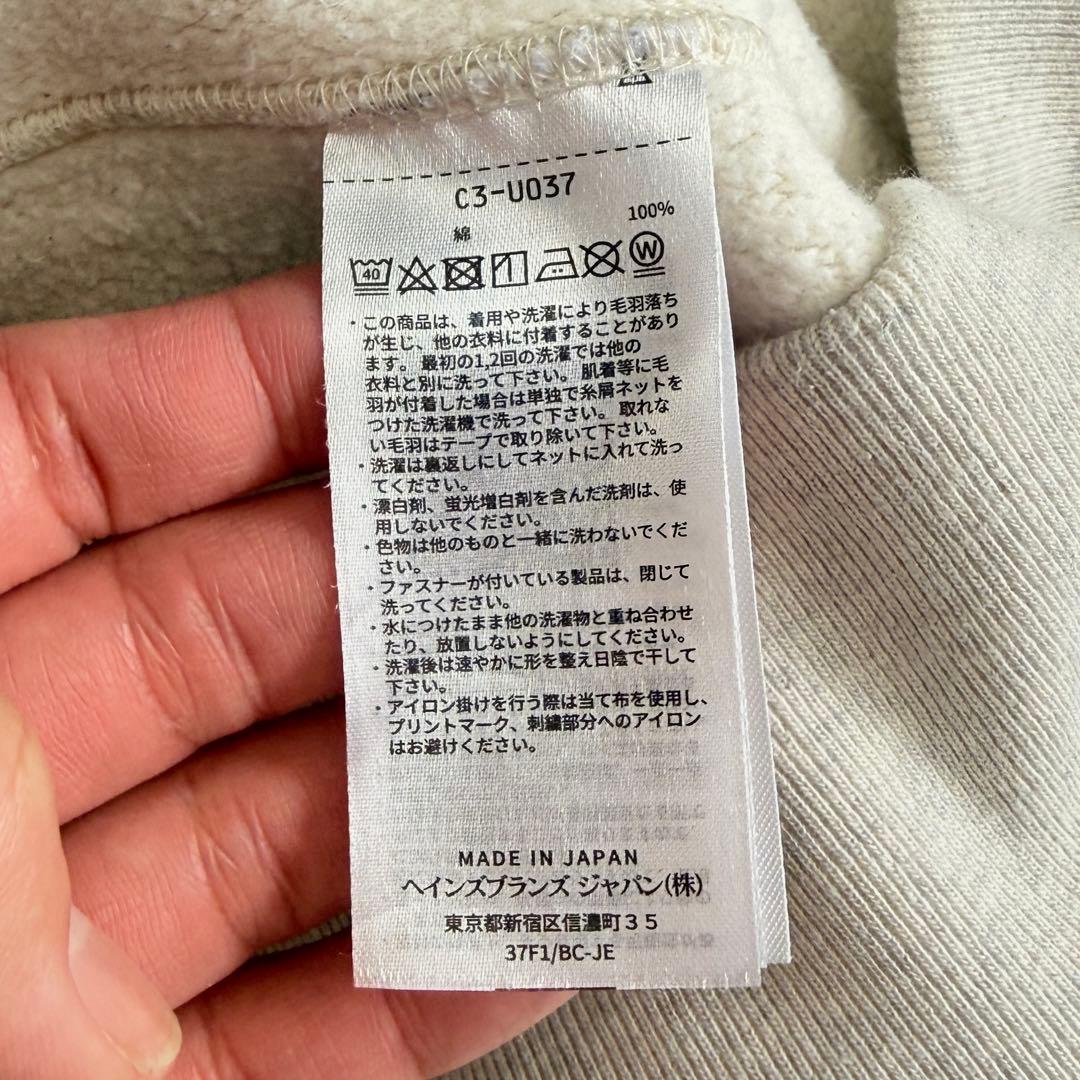 C3-U037
綿 100%
40 W
・この商品は、着用や洗濯により毛羽落ち
が生じ、他の衣料に付着することがあり
ます。最初の1,2回の洗濯では他の
衣料と別に洗って下さい。肌着等に毛
羽が付着した場合は単独で糸屑ネットを
つけた洗濯機で洗って下さい。取れな
い毛羽はテープで取り除いて下さい。
・洗濯は裏返しにしてネットに入れて洗っ
てください。
・漂白剤、蛍光増白剤を含んだ洗剤は、使
用しないでください。
・色物は他のものと一緒に洗わないでくだ
さい。
・ファスナーが付いている製品は、閉じて
洗ってください。
・水につけたまま他の洗濯物と重ね合わせ
たり、放置しないようにしてください。
・洗濯後は速やかに形を整え日陰で干して
下さい。
・アイロン掛けを行う際は当て布を使用し、
プリントマーク、刺繍部分へのアイロン
はお避けください。
MADE IN JAPAN
ヘインズブランズ ジャパン(株)
東京都新宿区信濃町35
37F1/BC-JE